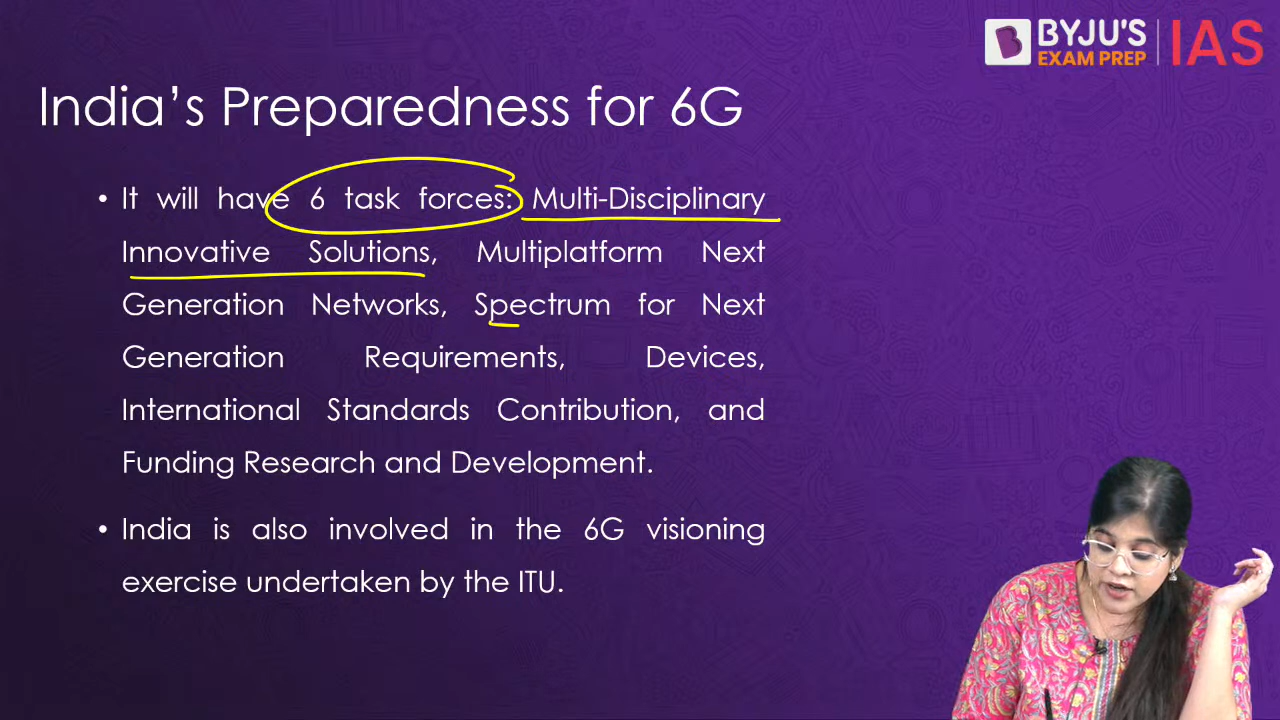 BYJU'S
EXAM PREP
IAS
India's Preparedness for 6G
• It will have 6 task forces: Multi-Disciplinary
Innovative Solutions, Multiplatform Next
Generation Networks, Spectrum for Next
Generation Requirements, Devices,
International Standards Contribution, and
Funding Research and Development.
• India is also involved in the 6G visioning
exercise undertaken by the ITU.